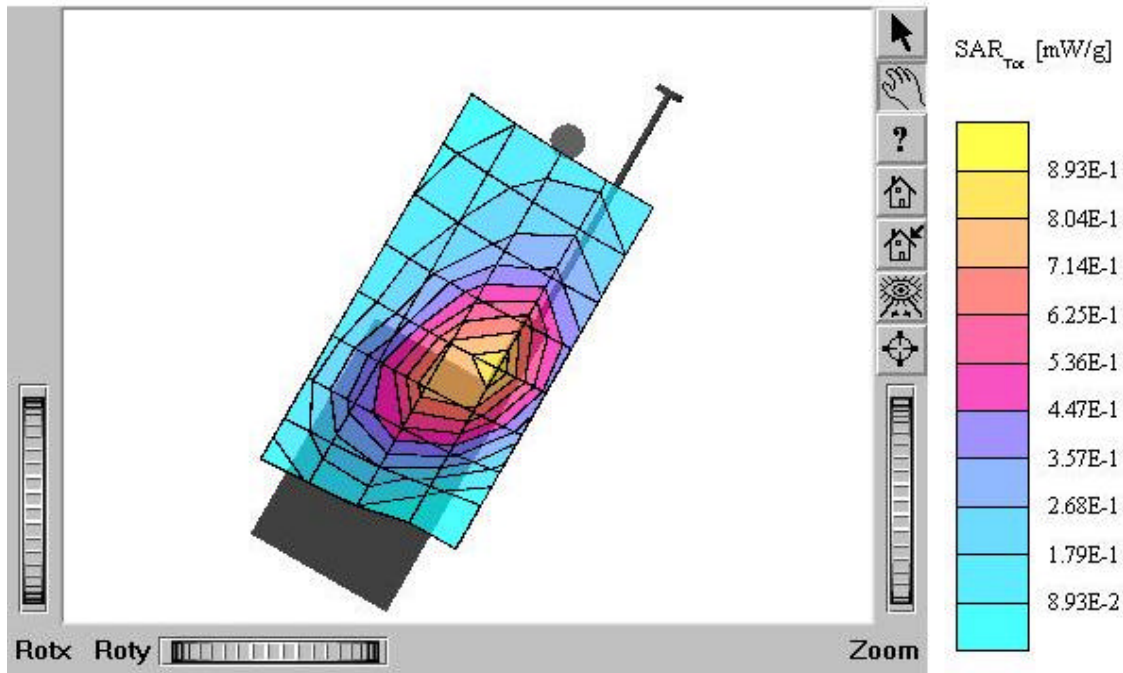 SAR_Tot [mW/g]
?
8.93E-1
8.04E-1
7.14E-1
6.25E-1
5.36E-1
4.47E-1
3.57E-1
2.68E-1
1.79E-1
8.93E-2
Rotx Roty Zoom